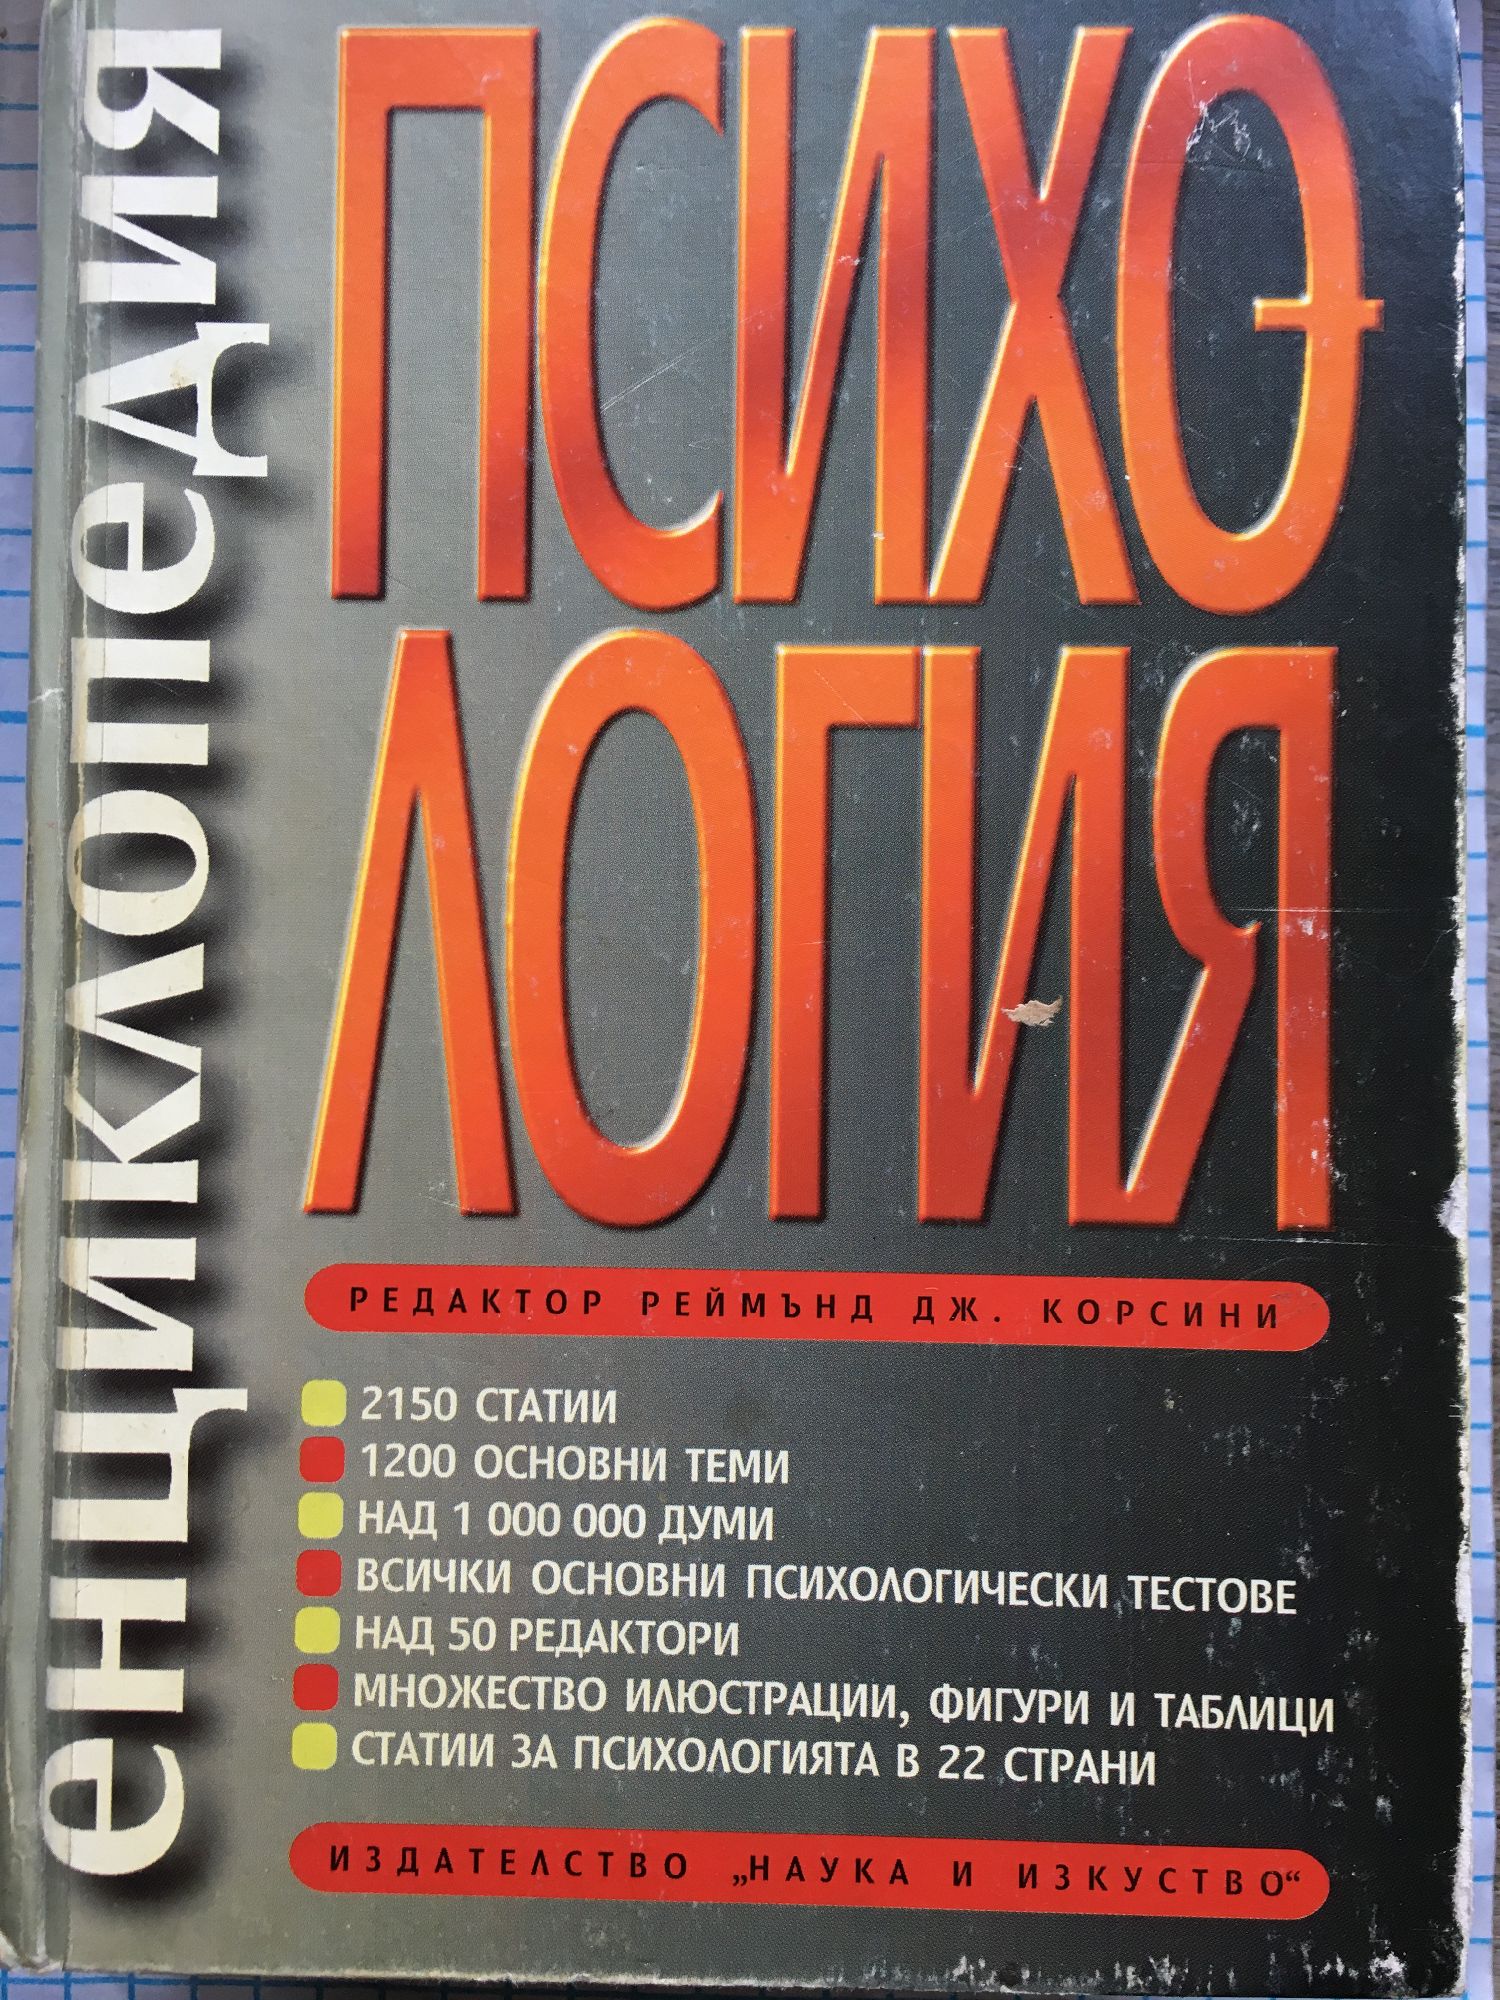 енциклопедия
ПСИХО
ЛОГИЯ
РЕДАКТОР РЕЙМЪНД ДЖ. КОРСИНИ
2150 СТАТИИ
1200 ОСНОВНИ ТЕМИ
НАД 1 000 000 ДУМИ
ВСИЧКИ ОСНОВНИ ПСИХОЛОГИЧЕСКИ ТЕСТОВЕ
НАД 50 РЕДАКТОРИ
МНОЖЕСТВО ИЛЮСТРАЦИИ, ФИГУРИ И ТАБЛИЦИ
СТАТИИ ЗА ПСИХОЛОГИЯТА В 22 СТРАНИ
ИЗДАТЕЛСТВО „НАУКА И ИЗКУСТВО“